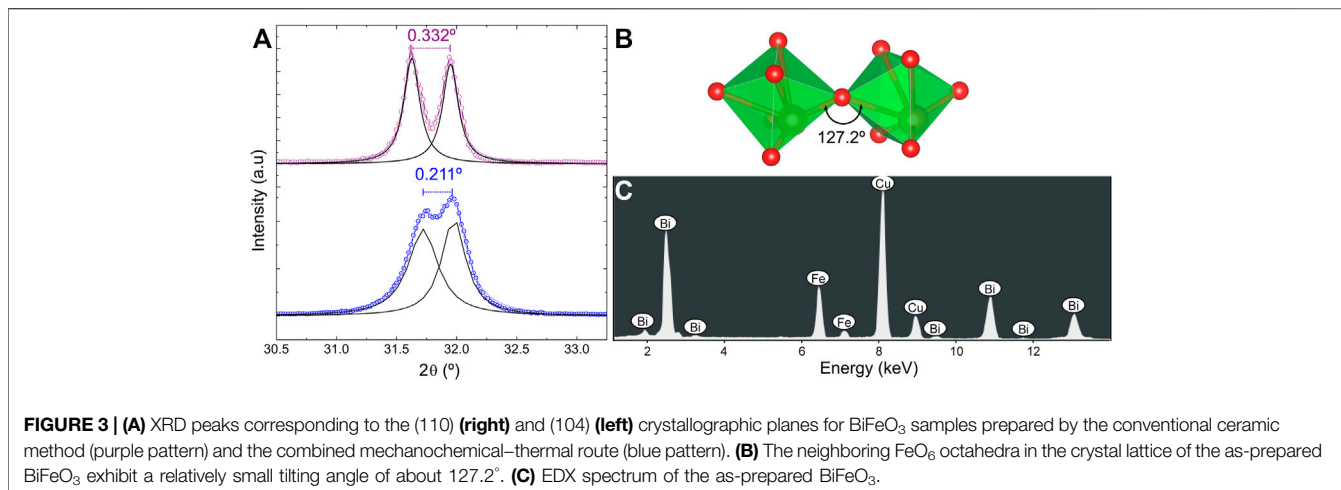 A
0.332º
0.211º
Intensity (a.u)
30.5 31.0 31.5 32.0 32.5 33.0
2θ (º)
B
127.2°
C
Bi Bi Bi Fe Fe Cu Cu Bi Bi Bi Bi
2 4 6 8 10 12
Energy (keV)
FIGURE 3 | (A) XRD peaks corresponding to the (110) (right) and (104) (left) crystallographic planes for BiFeO₃ samples prepared by the conventional ceramic
method (purple pattern) and the combined mechanochemical–thermal route (blue pattern). (B) The neighboring FeO₆ octahedra in the crystal lattice of the as-prepared
BiFeO₃ exhibit a relatively small tilting angle of about 127.2°. (C) EDX spectrum of the as-prepared BiFeO₃.